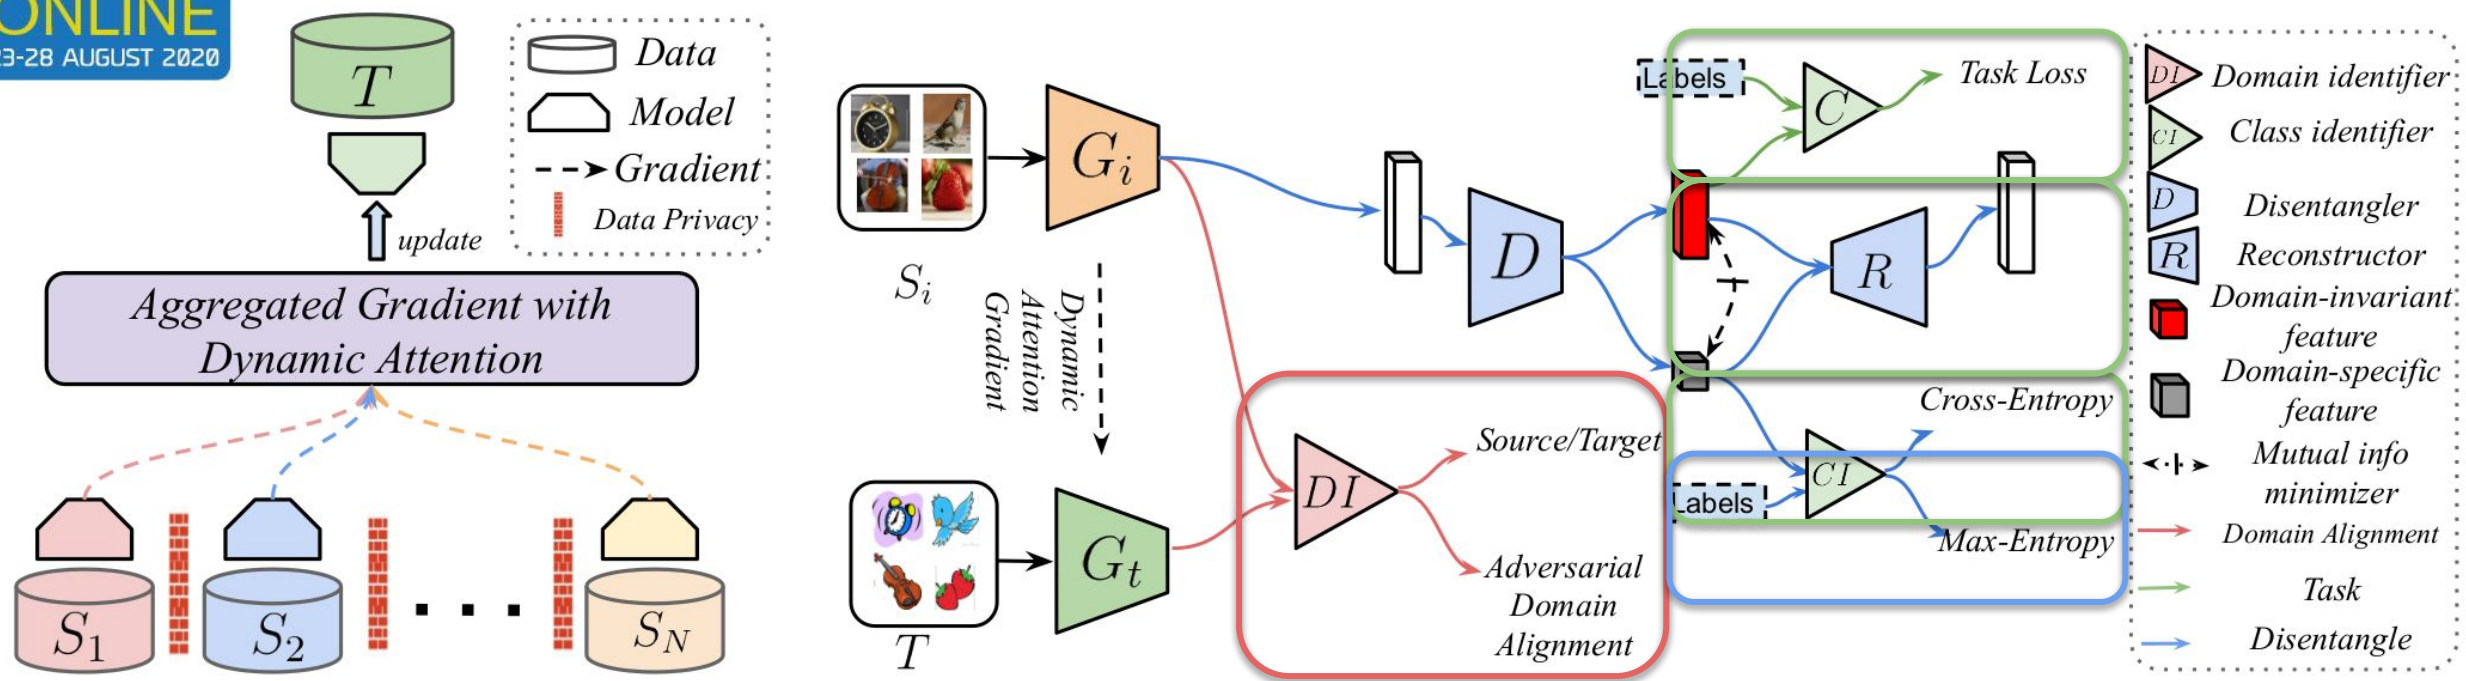 ONLINE
23-28 AUGUST 2020
T
update
Aggregated Gradient with
Dynamic Attention
S1
S2
. . .
SN
Data
Model
Gradient
Data Privacy
Si
Gi
Dynamic
Attention
Gradient
T
Gt
D
DI
Source/Target
Adversarial
Domain
Alignment
Labels
C
Task Loss
R
Cross-Entropy
Labels
CI
Max-Entropy
DI Domain identifier
CI Class identifier
D Disentangler
R Reconstructor
Domain-invariant
feature
Domain-specific
feature
Mutual info
minimizer
Domain Alignment
Task
Disentangle